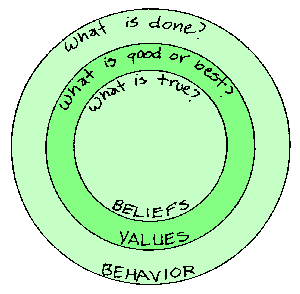 What is done?
What is good or best?
What is true?
BELIEFS
VALUES
BEHAVIOR